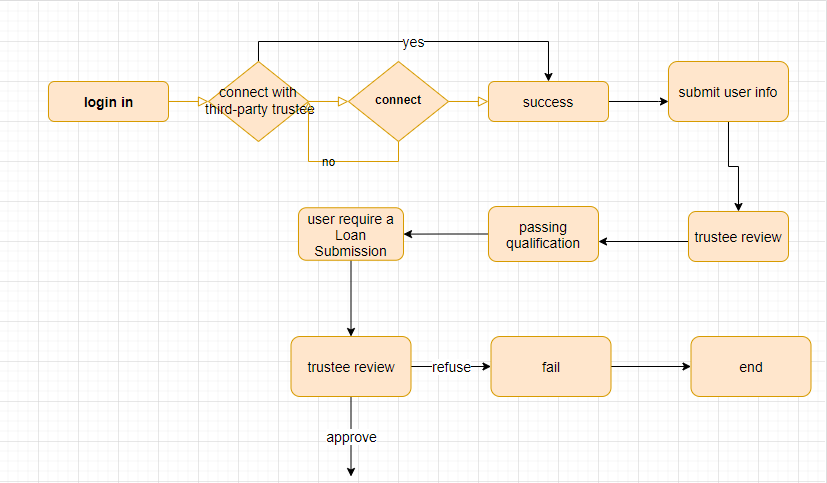 yes
login in
connect with
third-party trustee
connect
success
submit user info
no
user require a
Loan
Submission
passing
qualification
trustee review
trustee review
refuse
fail
end
approve